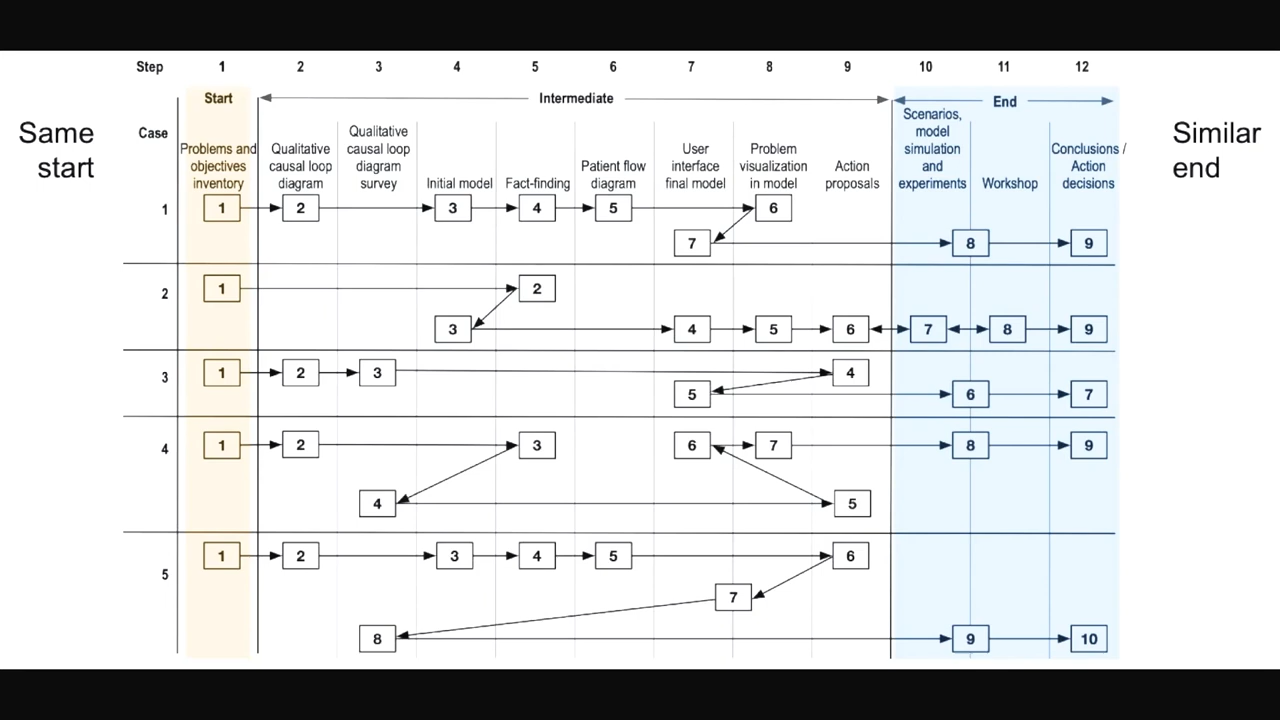 Step 1 2 3 4 5 6 7 8 9 10 11 12
Start Intermediate End
Same
start
Case
Problems and
objectives
inventory
Qualitative
causal loop
diagram
Qualitative
causal loop
diagram
survey
Initial model
Fact-finding
Patient flow
diagram
User
interface
final model
Problem
visualization
in model
Action
proposals
Scenarios,
model
simulation
and
experiments
Workshop
Conclusions /
Action
decisions
Similar
end
1 1 2 3 4 5 6
7 8 9
2 1 2
3 4 5 6 7 8 9
3 1 2 3 4
5 6 7
4 1 2 3 6 7 8 9
4 5
5 1 2 3 4 5 6
7
8 9 10